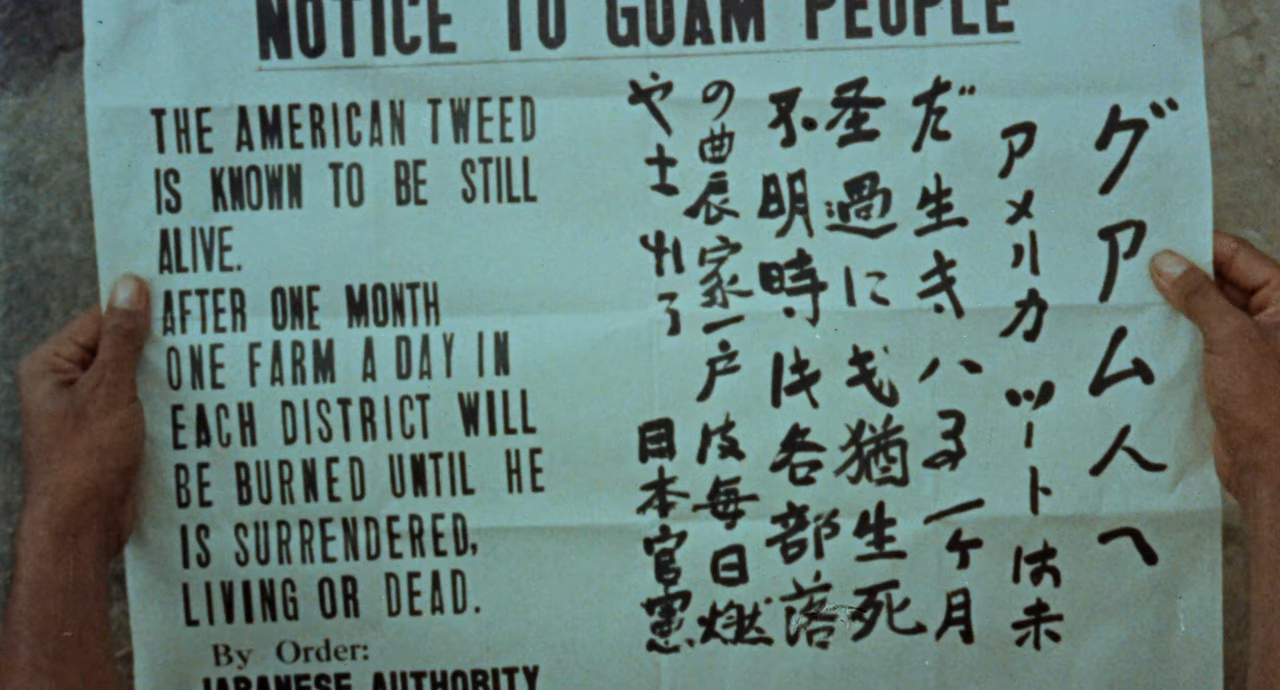 NOTICE TO GUAM PEOPLE
THE AMERICAN TWEED
IS KNOWN TO BE STILL
ALIVE.
AFTER ONE MONTH
ONE FARM A DAY IN
EACH DISTRICT WILL
BE BURNED UNTIL HE
IS SURRENDERED,
LIVING OR DEAD.
By Order:
JAPANESE AUTHORITY
グアム人へ
アメリカツートは未
だ生きハる一ヶ月
圣過に猶生死
不明時は各部落
の農家一戸は毎日燃
や士れ了 日本官憲